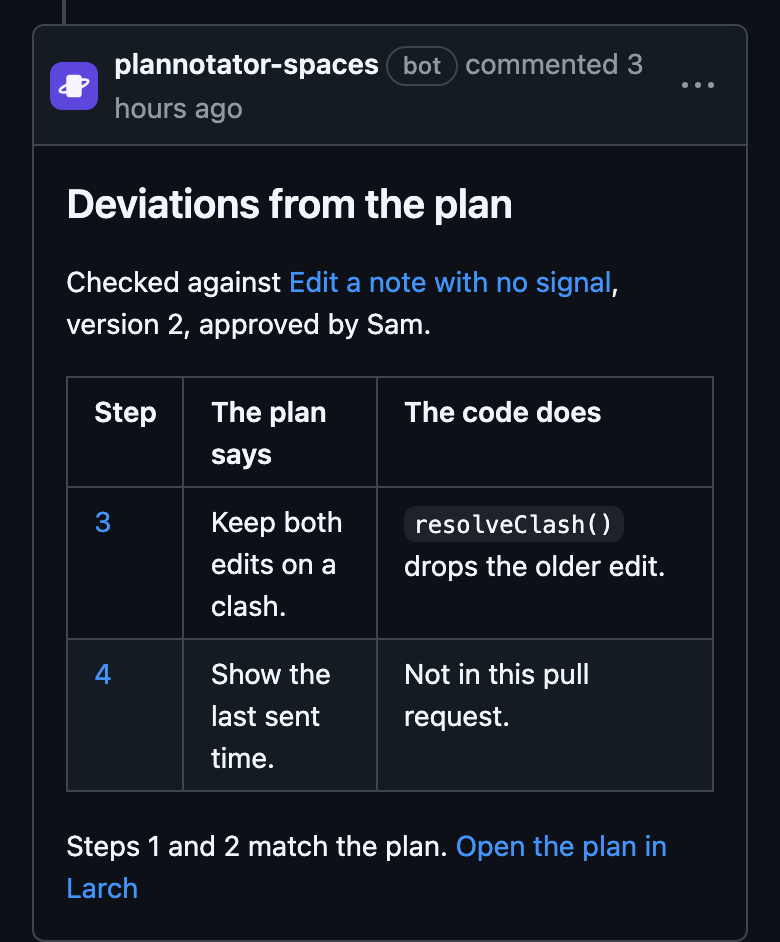 plannotator-spaces bot commented 3
hours ago
Deviations from the plan
Checked against Edit a note with no signal,
version 2, approved by Sam.
Step The plan says The code does
3 Keep both edits on a clash. resolveClash() drops the older edit.
4 Show the last sent time. Not in this pull request.
Steps 1 and 2 match the plan. Open the plan in
Larch